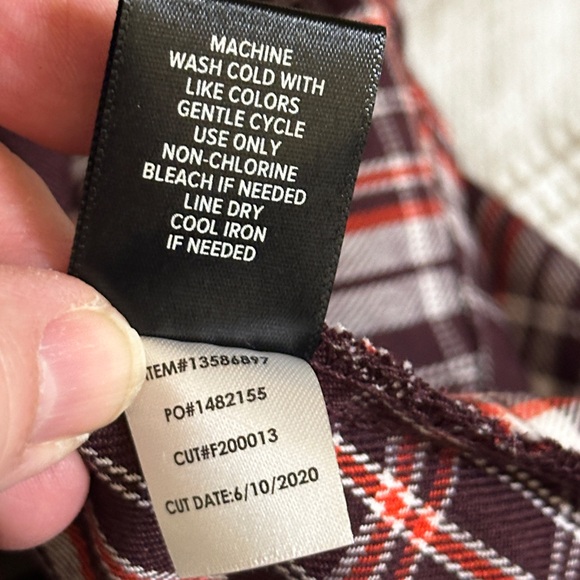 MACHINE
WASH COLD WITH
LIKE COLORS
GENTLE CYCLE
USE ONLY
NON-CHLORINE
BLEACH IF NEEDED
LINE DRY
COOL IRON
IF NEEDED
ITEM#13586897
PO#1482155
CUT#F200013
CUT DATE:6/10/2020